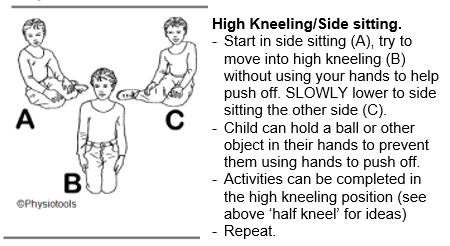 High Kneeling/Side sitting.
- Start in side sitting (A), try to
move into high kneeling (B)
without using your hands to help
push off. SLOWLY lower to side
sitting the other side (C).
- Child can hold a ball or other
object in their hands to prevent
them using hands to push off.
- Activities can be completed in
the high kneeling position (see
above ‘half kneel’ for ideas)
- Repeat.
A
C
B
©Physiotools